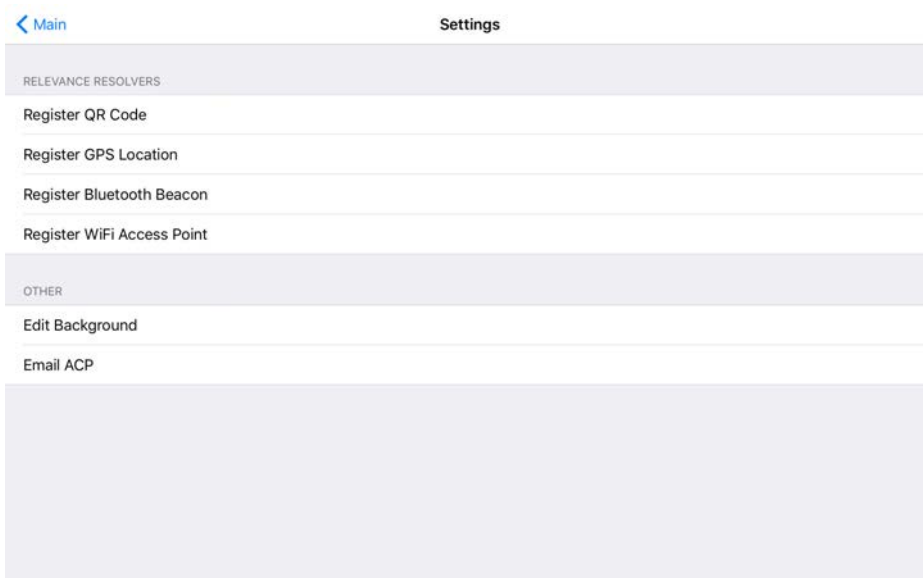 Main
Settings
RELEVANCE RESOLVERS
Register QR Code
Register GPS Location
Register Bluetooth Beacon
Register WiFi Access Point
OTHER
Edit Background
Email ACP